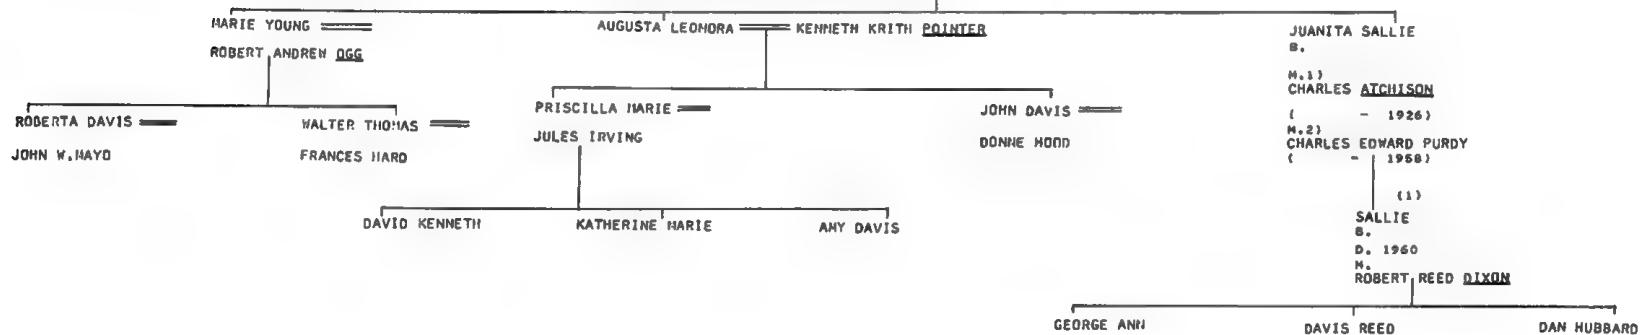 MARIE YOUNG
AUGUSTA LEONORA
KENNETH KRITH POINTER
JUANITA SALLIE
B.
ROBERT ANDREW OGG
M.1)
CHARLES ATCHISON
( - 1926)
M.2)
CHARLES EDWARD PURDY
( - 1958)
PRISCILLA MARIE
JOHN DAVIS
ROBERTA DAVIS
WALTER THOMAS
JULES IRVING
DONNE
JOHN W.MAYO
FRANCES
(1)
SALLIE
B.
D. 1960
M.
ROBERT REED DIXON
DAVID KENNETH
KATHERINE MARIE
AMY DAVIS
GEORGE ANN
DAVIS REED
DAN HUBBARD